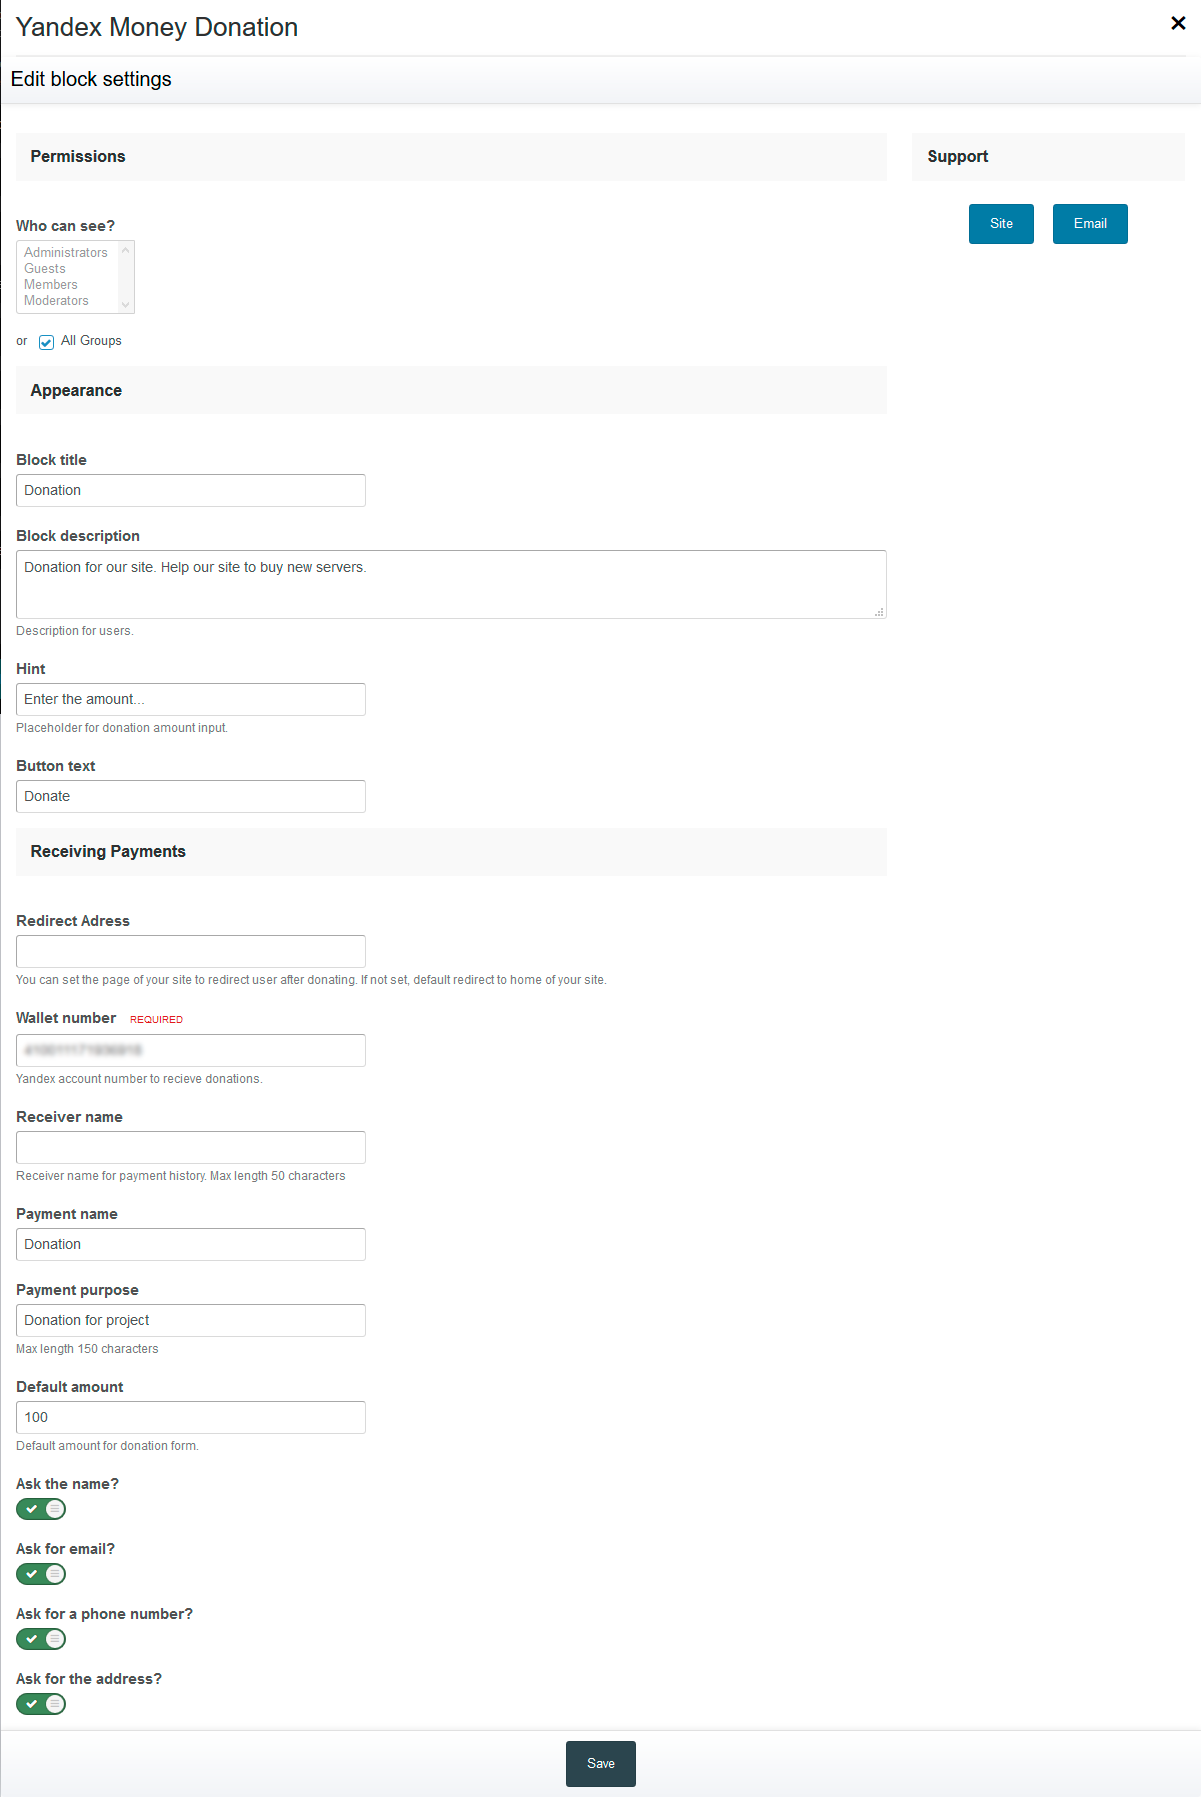 Yandex Money Donation
Edit block settings
Permissions
Support
Site
Email
Who can see?
Administrators
Guests
Members
Moderators
or All Groups
Appearance
Block title
Donation
Block description
Donation for our site. Help our site to buy new servers.
Description for users.
Hint
Enter the amount...
Placeholder for donation amount input.
Button text
Donate
Receiving Payments
Redirect Adress
You can set the page of your site to redirect user after donating. If not set, default redirect to home of your site.
Wallet number REQUIRED
Yandex account number to recieve donations.
Receiver name
Receiver name for payment history. Max length 50 characters
Payment name
Donation
Payment purpose
Donation for project
Max length 150 characters
Default amount
100
Default amount for donation form.
Ask the name?
Ask for email?
Ask for a phone number?
Ask for the address?
Save